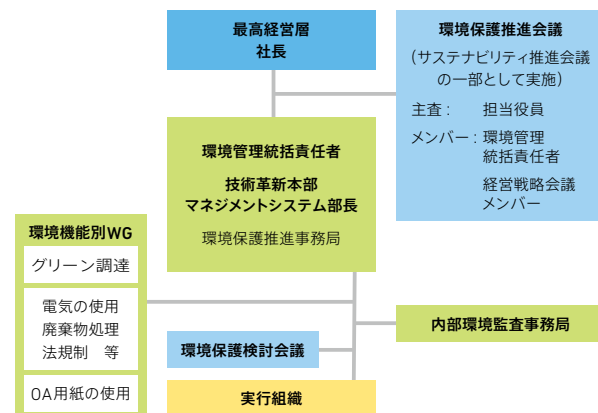 最高経営層
社長
環境保護推進会議
(サステナビリティ推進会議
の一部として実施)
主査： 担当役員
メンバー：環境管理
統括責任者
経営戦略会議
メンバー
環境管理統括責任者
技術革新本部
マネジメントシステム部長
環境保護推進事務局
環境機能別WG
グリーン調達
電気の使用
廃棄物処理
法規制　等
OA用紙の使用
内部環境監査事務局
環境保護検討会議
実行組織